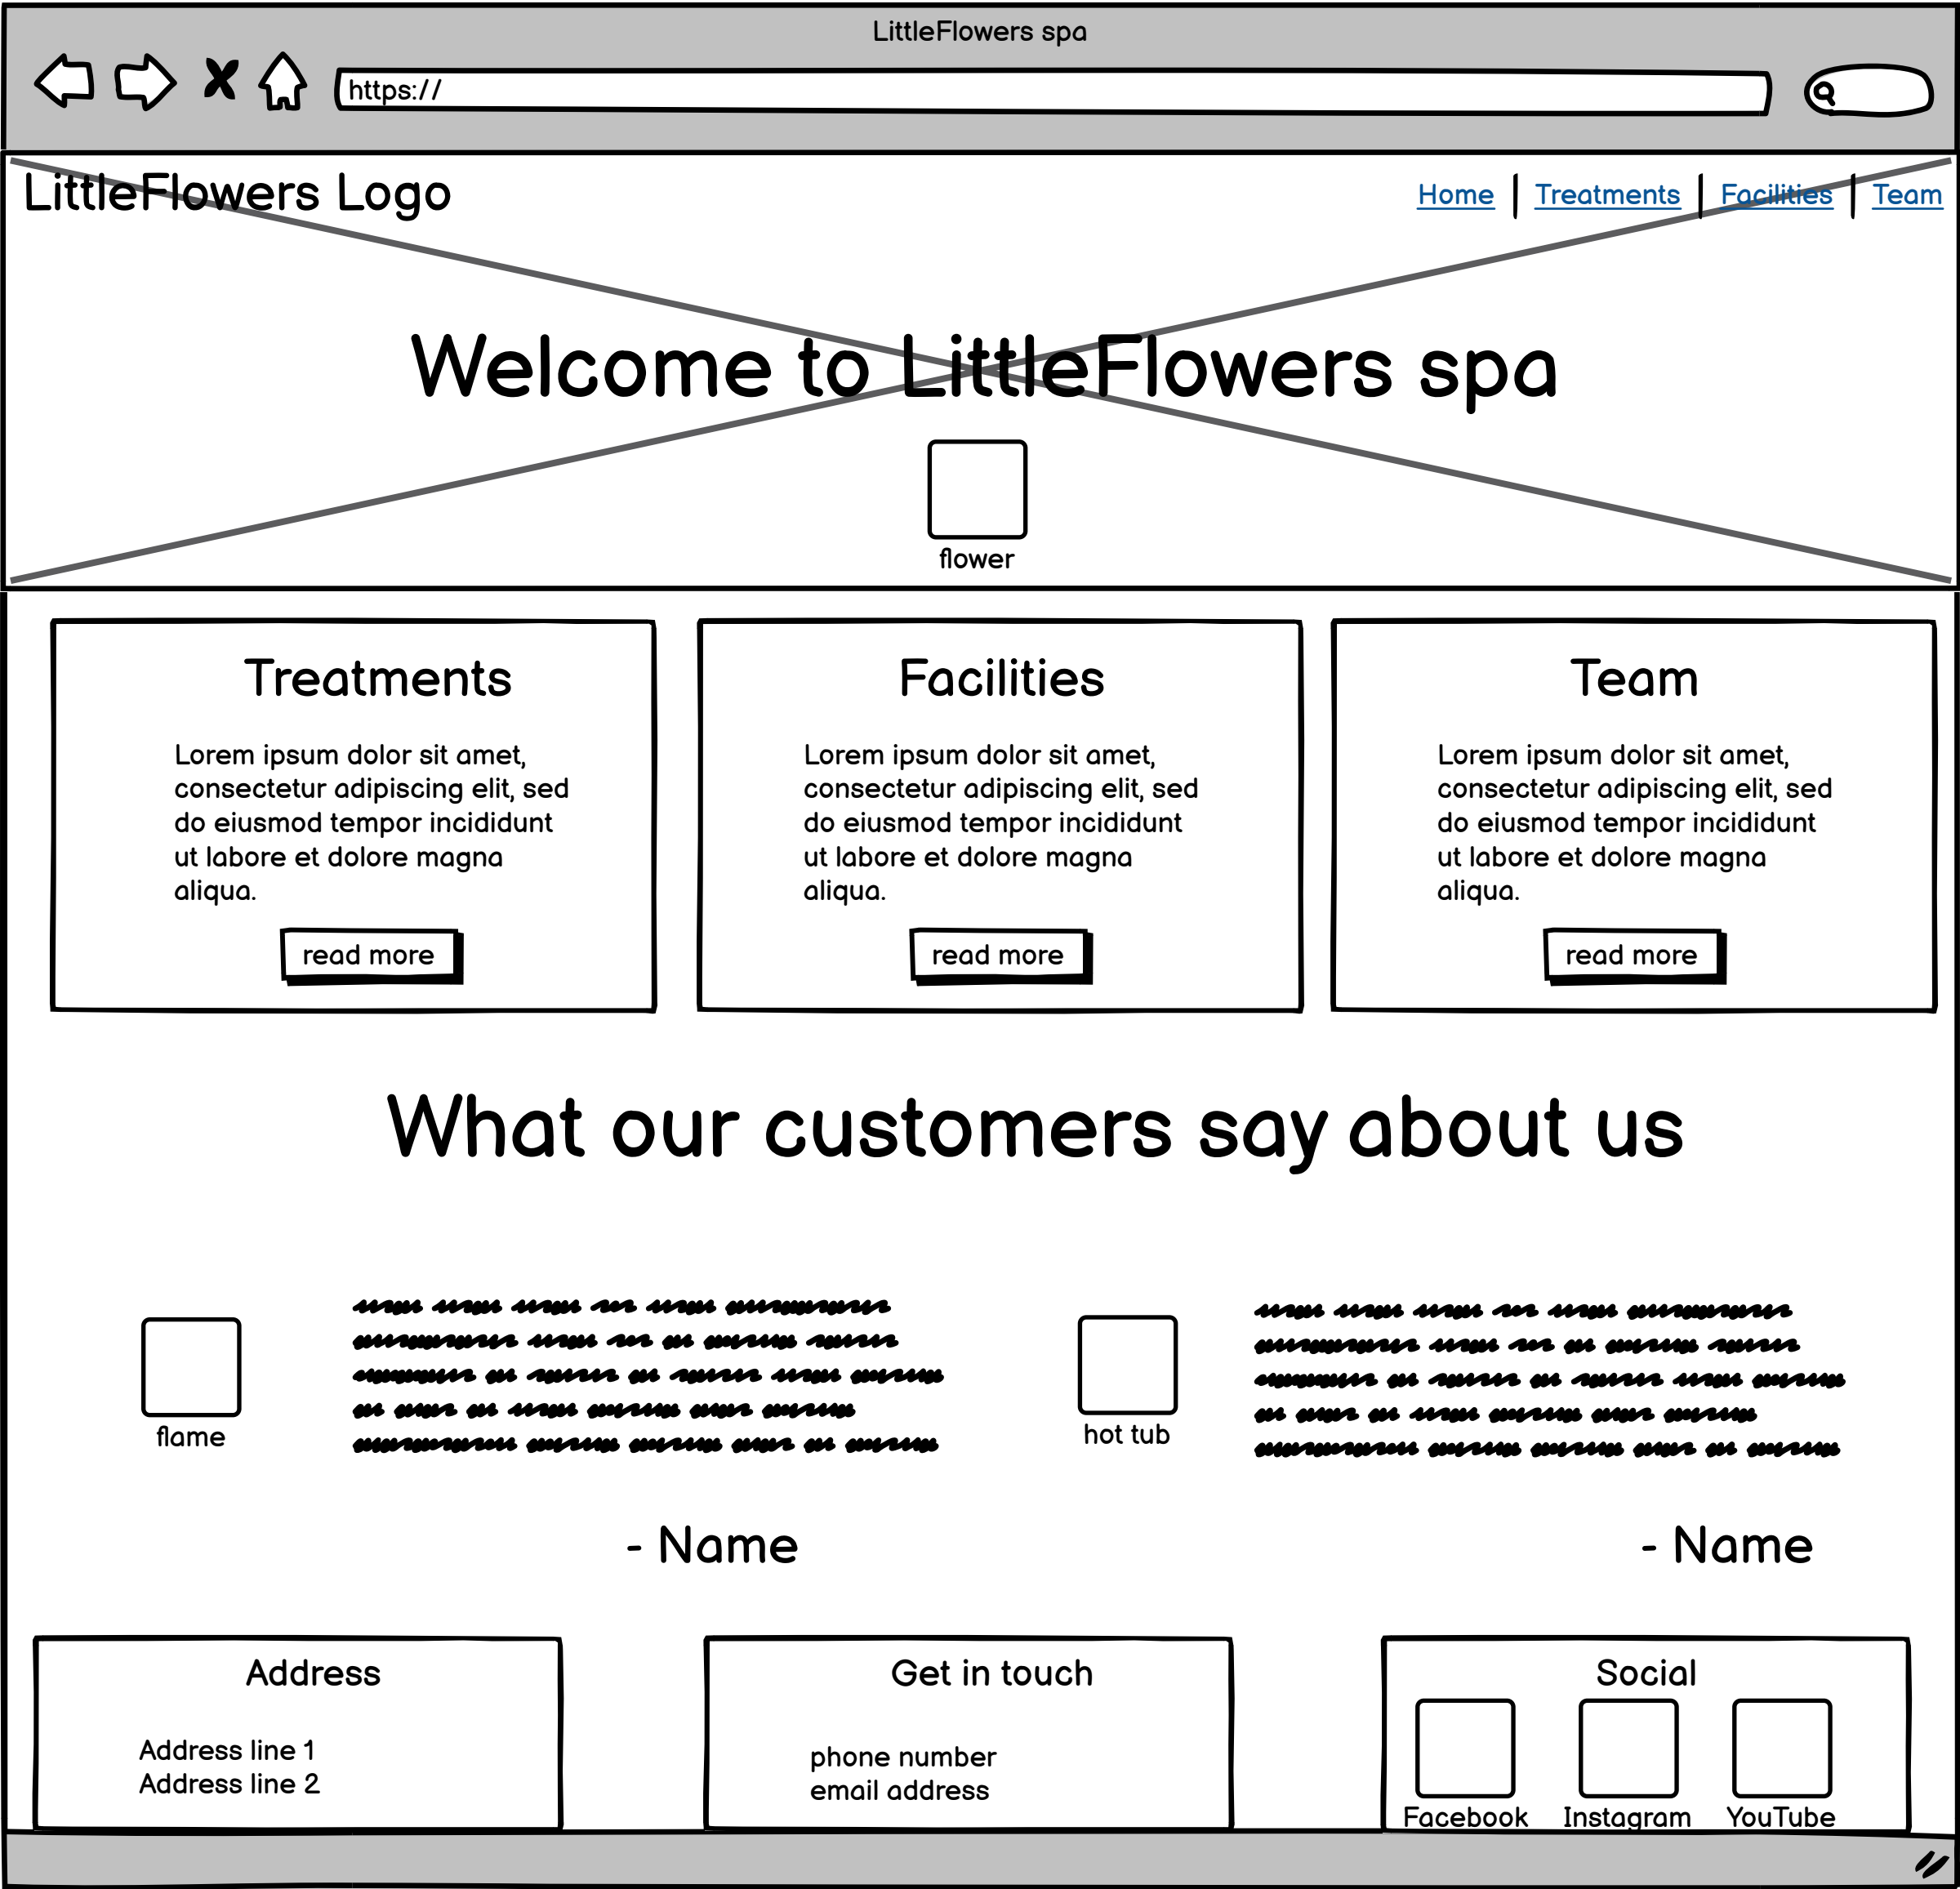 LittleFlowers spa
https://
LittleFlowers Logo
Home
Treatments
Facilities
Team
Welcome to LittleFlowers spa
flower
Treatments
Lorem ipsum dolor sit amet,
consectetur adipiscing elit, sed
do eiusmod tempor incididunt
ut labore et dolore magna
aliqua.
read more
Facilities
Lorem ipsum dolor sit amet,
consectetur adipiscing elit, sed
do eiusmod tempor incididunt
ut labore et dolore magna
aliqua.
read more
Team
Lorem ipsum dolor sit amet,
consectetur adipiscing elit, sed
do eiusmod tempor incididunt
ut labore et dolore magna
aliqua.
read more
What our customers say about us
flame
- Name
hot tub
- Name
Address
Address line 1
Address line 2
Get in touch
phone number
email address
Social
Facebook
Instagram
YouTube